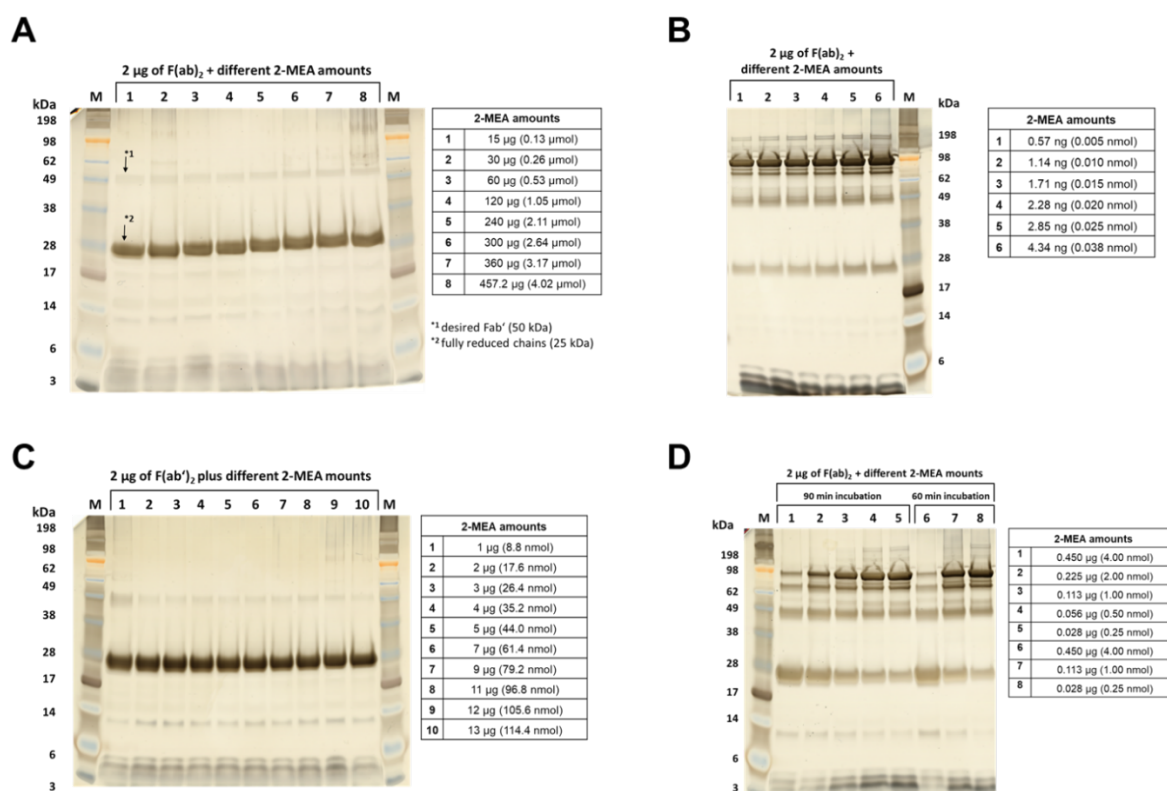 A
2 µg of F(ab)₂ + different 2-MEA amounts
kDa
M 1 2 3 4 5 6 7 8 M
198
98
62
49
38
28
17
14
6
3
*1
*2
2-MEA amounts
1 15 µg (0.13 µmol)
2 30 µg (0.26 µmol)
3 60 µg (0.53 µmol)
4 120 µg (1.05 µmol)
5 240 µg (2.11 µmol)
6 300 µg (2.64 µmol)
7 360 µg (3.17 µmol)
8 457.2 µg (4.02 µmol)
*1 desired Fab‘ (50 kDa)
*2 fully reduced chains (25 kDa)
B
2 µg of F(ab)₂ +
different 2-MEA amounts
1 2 3 4 5 6 M
kDa
198
98
62
49
38
28
17
14
6
2-MEA amounts
1 0.57 ng (0.005 nmol)
2 1.14 ng (0.010 nmol)
3 1.71 ng (0.015 nmol)
4 2.28 ng (0.020 nmol)
5 2.85 ng (0.025 nmol)
6 4.34 ng (0.038 nmol)
C
2 µg of F(ab‘)₂ plus different 2-MEA mounts
kDa
M 1 2 3 4 5 6 7 8 9 10 M
198
98
62
49
38
28
17
14
6
3
2-MEA amounts
1 1 µg (8.8 nmol)
2 2 µg (17.6 nmol)
3 3 µg (26.4 nmol)
4 4 µg (35.2 nmol)
5 5 µg (44.0 nmol)
6 7 µg (61.4 nmol)
7 9 µg (79.2 nmol)
8 11 µg (96.8 nmol)
9 12 µg (105.6 nmol)
10 13 µg (114.4 nmol)
D
2 µg of F(ab)₂ + different 2-MEA mounts
90 min incubation 60 min incubation
kDa
M 1 2 3 4 5 6 7 8
198
98
62
49
38
28
17
14
6
3
2-MEA amounts
1 0.450 µg (4.00 nmol)
2 0.225 µg (2.00 nmol)
3 0.113 µg (1.00 nmol)
4 0.056 µg (0.50 nmol)
5 0.028 µg (0.25 nmol)
6 0.450 µg (4.00 nmol)
7 0.113 µg (1.00 nmol)
8 0.028 µg (0.25 nmol)